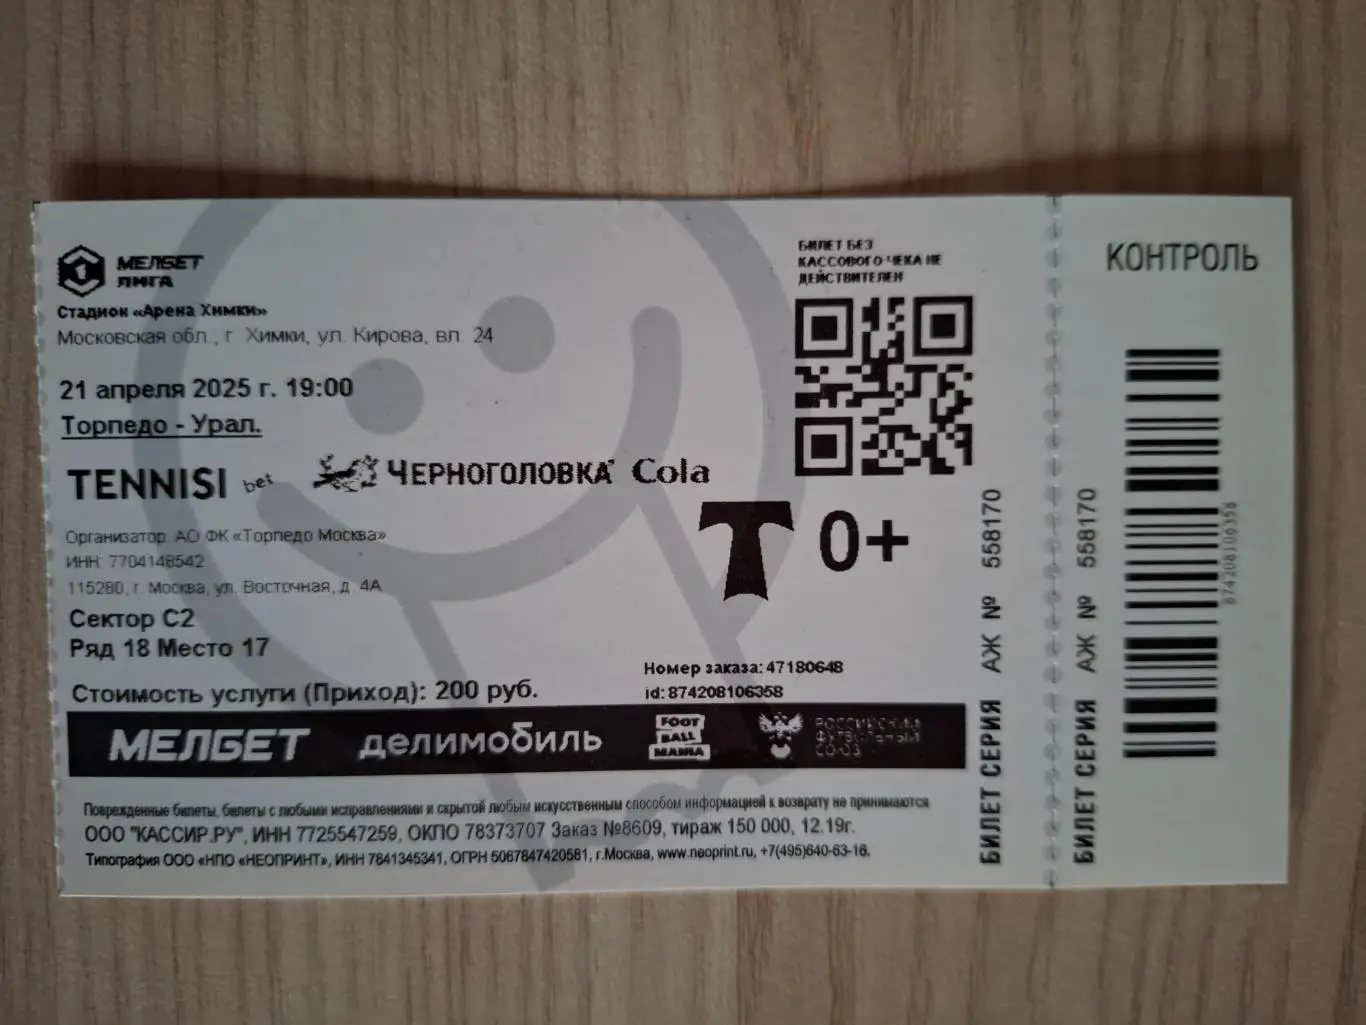 МЕЛБЕТ
ЛИГА
Стадион «Арена Химки»
Московская обл., г. Химки, ул. Кирова, вл. 24
21 апреля 2025 г. 19:00
Торпедо - Урал.
БИЛЕТ БЕЗ
КАССОВОГО ЧЕКА НЕ
ДЕЙСТВИТЕЛЕН
TENNISI bet
ЧЕРНОГОЛОВКА Cola
Т 0+
Организатор: АО ФК «Торпедо Москва»
ИНН: 7704148542
115280, г. Москва, ул. Восточная, д. 4А
Сектор C2
Ряд 18 Место 17
Стоимость услуги (Приход): 200 руб.
Номер заказа: 47180648
id: 874208106358
МЕЛБЕТ делимобиль
FOOT
BALL
MANIA
РОССИЙСКИЙ
ФУТБОЛЬНЫЙ
СОЮЗ
Поврежденные билеты, билеты с любыми исправлениями и скрытой любым искусственным способом информацией к возврату не принимаются
ООО "КАССИР.РУ", ИНН 7725547259, ОКПО 78373707 Заказ №8609, тираж 150 000, 12.19г.
Типография ООО «НПО «НЕОПРИНТ», ИНН 7841345341, ОГРН 5067847420581, г.Москва, www.neoprint.ru, +7(495)640-63-16.
БИЛЕТ СЕРИЯ АЖ № 558170
БИЛЕТ СЕРИЯ АЖ № 558170
КОНТРОЛЬ
874208106358